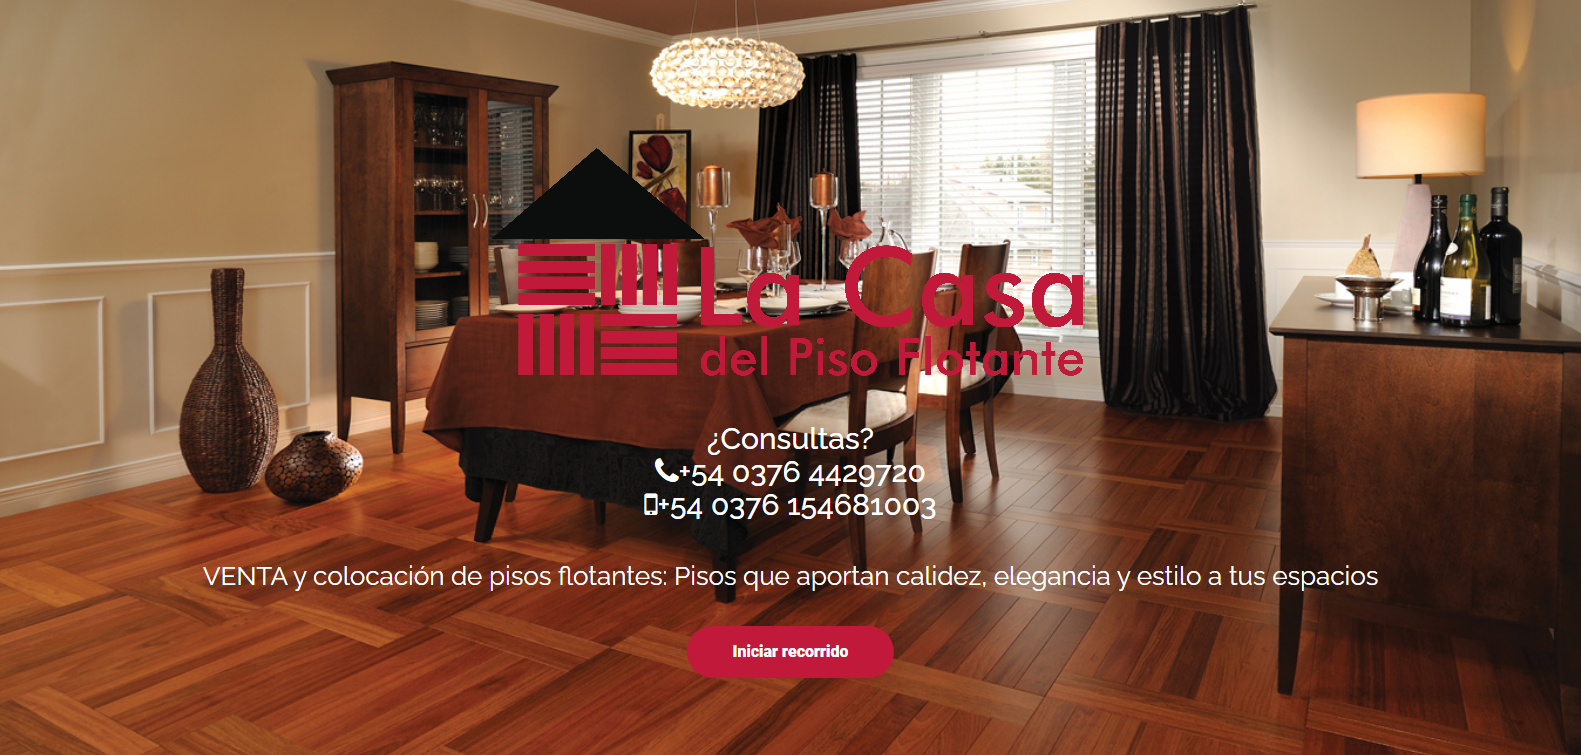 La Casa
del Piso Flotante
¿Consultas?
+54 0376 4429720
+54 0376 154681003
VENTA y colocación de pisos flotantes: Pisos que aportan calidez, elegancia y estilo a tus espacios
Iniciar recorrido